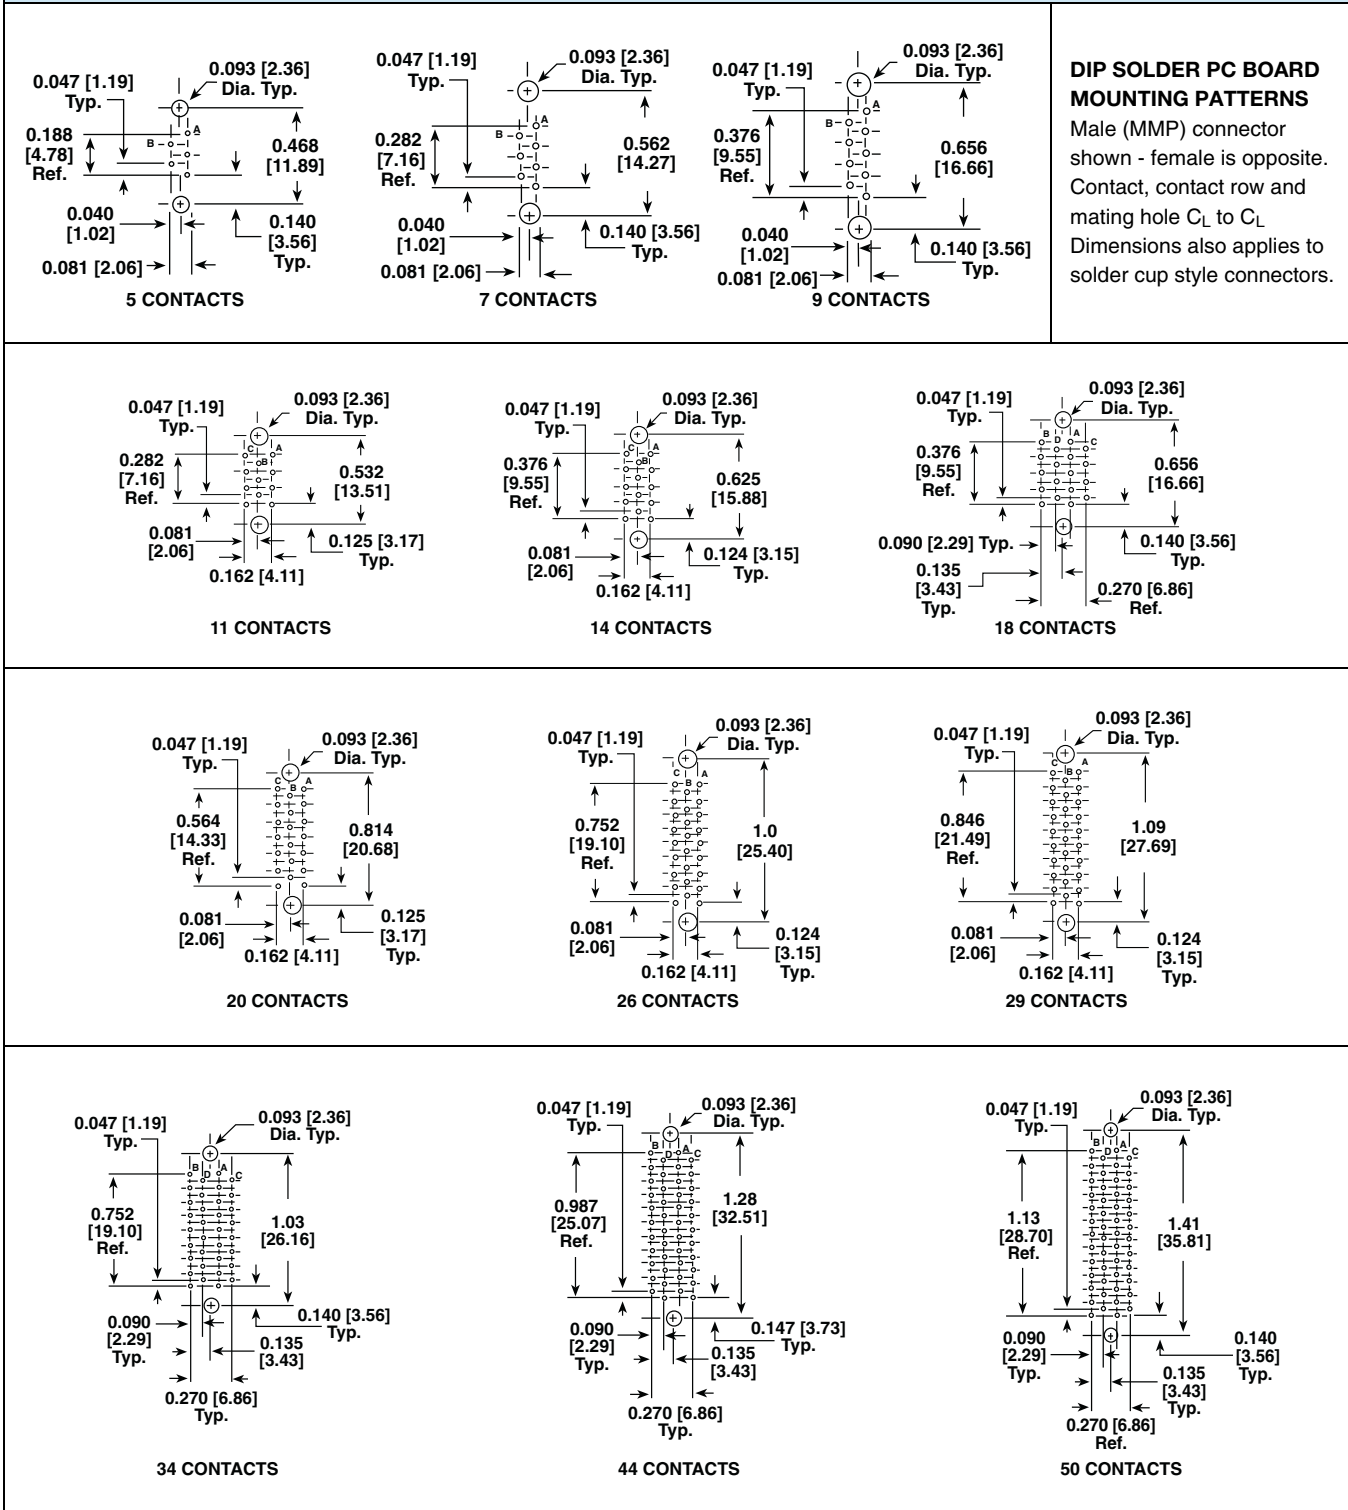 0.047 [1.19]
Typ.
0.093 [2.36]
Dia. Typ.
A
B
0.188
[4.78]
Ref.
0.468
[11.89]
0.040
[1.02]
0.140
[3.56]
Typ.
0.081 [2.06]
5 CONTACTS
0.047 [1.19]
Typ.
0.093 [2.36]
Dia. Typ.
A
B
0.282
[7.16]
Ref.
0.562
[14.27]
0.040
[1.02]
0.140 [3.56]
Typ.
0.081 [2.06]
7 CONTACTS
0.047 [1.19]
Typ.
0.093 [2.36]
Dia. Typ.
A
B
0.376
[9.55]
Ref.
0.656
[16.66]
0.040
[1.02]
0.140 [3.56]
Typ.
0.081 [2.06]
9 CONTACTS
DIP SOLDER PC BOARD
MOUNTING PATTERNS
Male (MMP) connector
shown - female is opposite.
Contact, contact row and
mating hole CL to CL
Dimensions also applies to
solder cup style connectors.
0.047 [1.19]
Typ.
0.093 [2.36]
Dia. Typ.
C
A
B
0.282
[7.16]
Ref.
0.532
[13.51]
0.081
[2.06]
0.125 [3.17]
Typ.
0.162 [4.11]
11 CONTACTS
0.047 [1.19]
Typ.
0.093 [2.36]
Dia. Typ.
C
A
B
0.376
[9.55]
Ref.
0.625
[15.88]
0.081
[2.06]
0.124 [3.15]
Typ.
0.162 [4.11]
14 CONTACTS
0.047 [1.19]
Typ.
0.093 [2.36]
Dia. Typ.
B
D
A
C
0.376
[9.55]
Ref.
0.656
[16.66]
0.090 [2.29] Typ.
0.140 [3.56]
Typ.
0.135
[3.43]
Typ.
0.270 [6.86]
Ref.
18 CONTACTS
0.047 [1.19]
Typ.
0.093 [2.36]
Dia. Typ.
C
B
A
0.564
[14.33]
Ref.
0.814
[20.68]
0.081
[2.06]
0.125
[3.17]
Typ.
0.162 [4.11]
20 CONTACTS
0.047 [1.19]
Typ.
0.093 [2.36]
Dia. Typ.
C
B
A
0.752
[19.10]
Ref.
1.0
[25.40]
0.081
[2.06]
0.124
[3.15]
Typ.
0.162 [4.11]
26 CONTACTS
0.047 [1.19]
Typ.
0.093 [2.36]
Dia. Typ.
C
B
A
0.846
[21.49]
Ref.
1.09
[27.69]
0.081
[2.06]
0.124
[3.15]
Typ.
0.162 [4.11]
29 CONTACTS
0.047 [1.19]
Typ.
0.093 [2.36]
Dia. Typ.
B
D
A
C
0.752
[19.10]
Ref.
1.03
[26.16]
0.090
[2.29]
Typ.
0.140 [3.56]
Typ.
0.135
[3.43]
0.270 [6.86]
Typ.
34 CONTACTS
0.047 [1.19]
Typ.
0.093 [2.36]
Dia. Typ.
B
D
A
C
0.987
[25.07]
Ref.
1.28
[32.51]
0.090
[2.29]
Typ.
0.147 [3.73]
Typ.
0.135
[3.43]
0.270 [6.86]
Typ.
44 CONTACTS
0.047 [1.19]
Typ.
0.093 [2.36]
Dia. Typ.
B
D
A
C
1.13
[28.70]
Ref.
1.41
[35.81]
0.090
[2.29]
Typ.
0.140
[3.56]
Typ.
0.135
[3.43]
Typ.
0.270 [6.86]
Ref.
50 CONTACTS